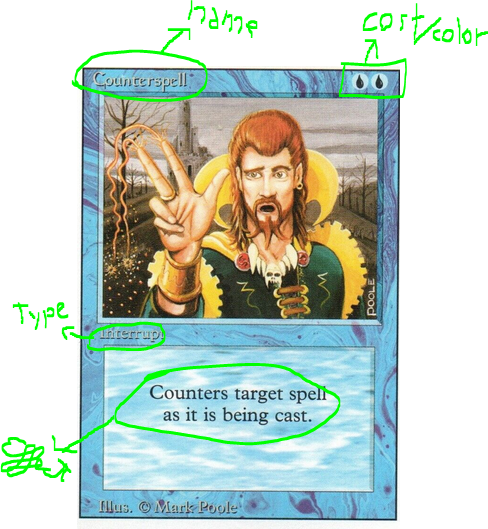 name
cost/color
Counterspell
POOLE
Type
Interrupt
Counters target spell
as it is being cast.
Illus. © Mark Poole